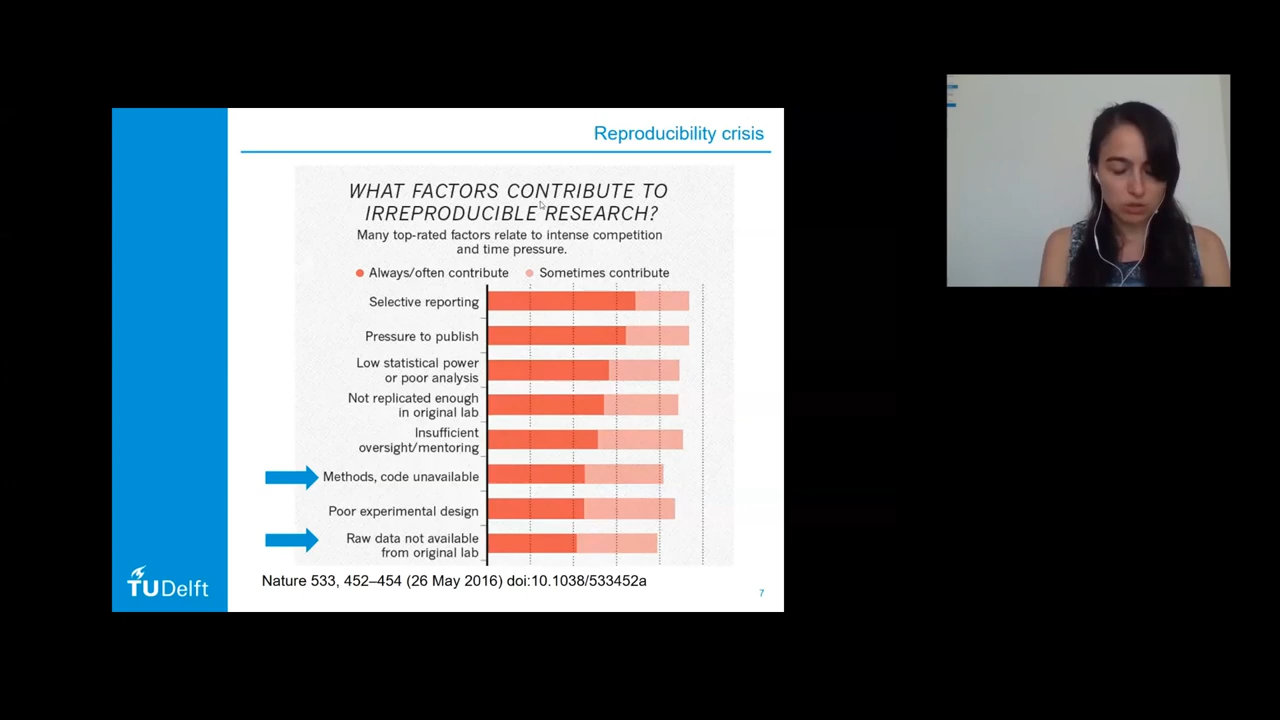 Reproducibility crisis
WHAT FACTORS CONTRIBUTE TO
IRREPRODUCIBLE RESEARCH?
Many top-rated factors relate to intense competition
and time pressure.
Always/often contribute
Sometimes contribute
Selective reporting
Pressure to publish
Low statistical power
or poor analysis
Not replicated enough
in original lab
Insufficient
oversight/mentoring
Methods, code unavailable
Poor experimental design
Raw data not available
from original lab
Nature 533, 452–454 (26 May 2016) doi:10.1038/533452a
TUDelft
7